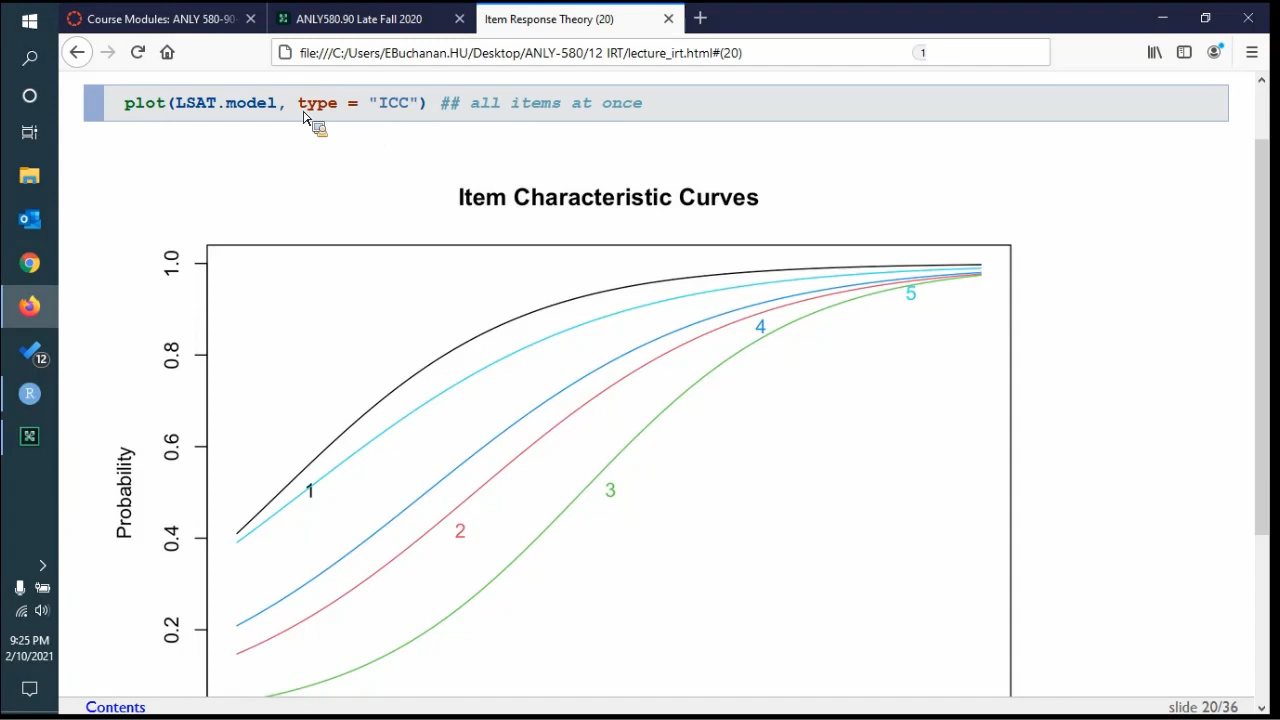 Course Modules: ANLY 580-90-
ANLY580.90 Late Fall 2020
Item Response Theory (20)
file:///C:/Users/EBuchanan.HU/Desktop/ANLY-580/12 IRT/lecture_irt.html#(20)
1
plot(LSAT.model, type = "ICC") ## all items at once
Item Characteristic Curves
1.0
0.8
0.6
0.4
0.2
Probability
1
2
3
4
5
12
R
9:25 PM
2/10/2021
Contents
slide 20/36